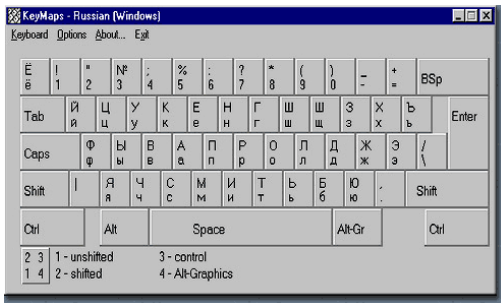 KeyMaps - Russian (Windows)
Keyboard Options About... Exit
Ё ! " № ; % : ? * ( ) _ +
ё 1 2 3 4 5 6 7 8 9 0 - = BSp
Й Ц У К Е Н Г Ш Щ З Х Ъ
Tab й ц у к е н г ш щ з х ъ Enter
Ф Ы В А П Р О Л Д Ж Э /
Caps ф ы в а п р о л д ж э \
| Я Ч С М И Т Ь Б Ю ,
Shift я ч с м и т ь б ю . Shift
Ctrl Alt Space Alt-Gr Ctrl
2 3 1 - unshifted 3 - control
1 4 2 - shifted 4 - Alt-Graphics